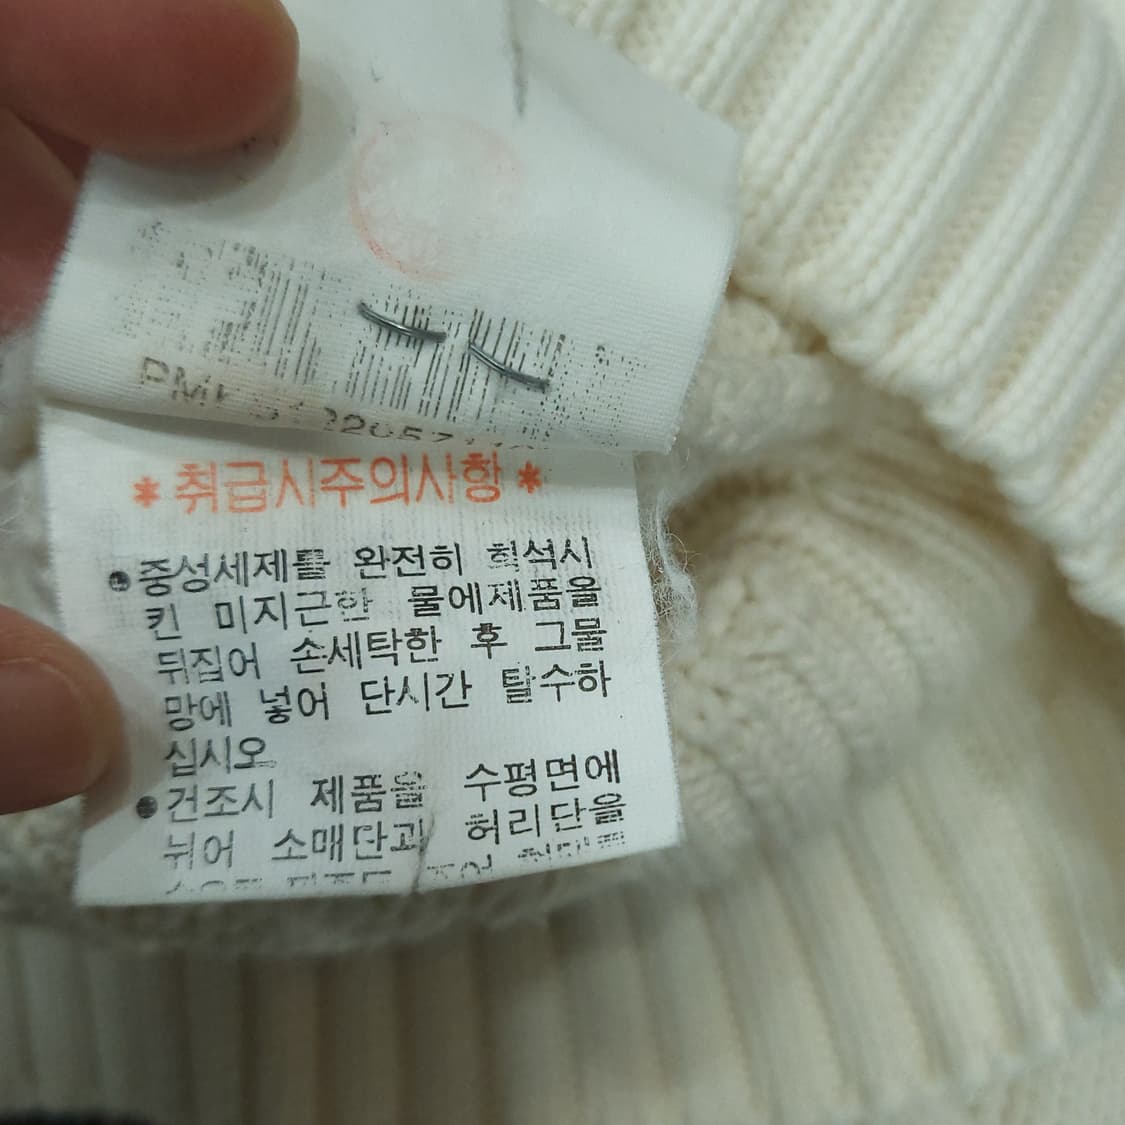 * 취급시주의사항 *
● 중성세제를 완전히 희석시
킨 미지근한 물에제품을
뒤집어 손세탁한 후 그물
망에 넣어 단시간 탈수하
십시오
● 건조시 제품을 수평면에
뉘어 소매단과 허리단을